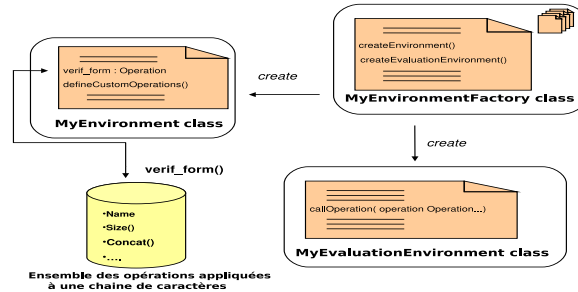 verif_form : Operation
defineCustomOperations()
MyEnvironment class
create
createEnvironment()
createEvaluationEnvironment()
MyEnvironmentFactory class
create
verif_form()
•Name
•Size()
•Concat()
•...,
Ensemble des opérations appliquées
à une chaine de caractères
callOperation( operation Operation...)
MyEvaluationEnvironment class